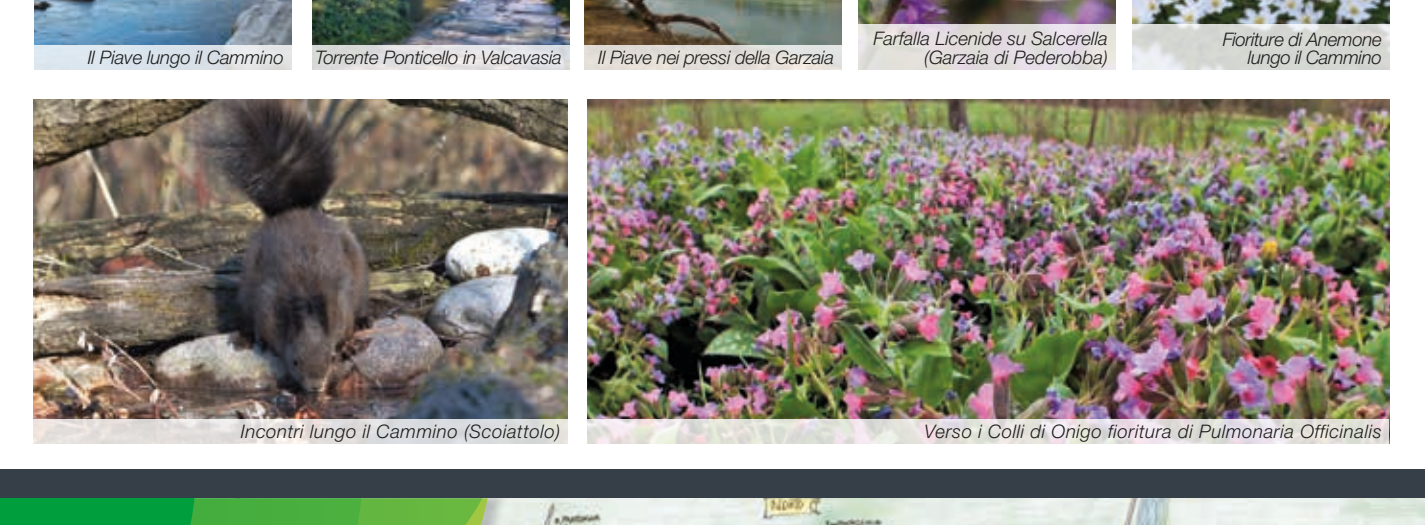 Il Piave lungo il Cammino
Torrente Ponticello in Valcavasia
Il Piave nei pressi della Garzaia
Farfalla Licenide su Salcerella
(Garzaia di Pederobba)
Fioriture di Anemone
lungo il Cammino
Incontri lungo il Cammino (Scoiattolo)
Verso i Colli di Onigo fioritura di Pulmonaria Officinalis